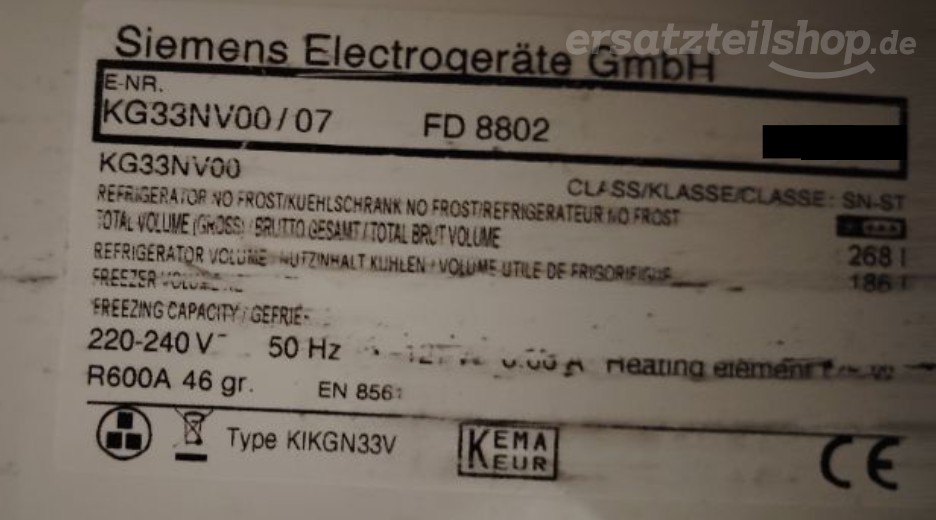 ersatzteilshop.de
Siemens Electrogeräte GmbH
E-NR.
KG33NV00/07 FD 8802
KG33NV00
CLASS/KLASSE/CLASSE: SN-ST
REFRIGERATOR NO FROST/KUEHLSCHRANK NO FROST/REFRIGERATEUR NO FROST
TOTAL VOLUME (GROSS)/BRUTTO GESAMT/TOTAL BRUT VOLUME 268 l
REFRIGERATOR VOLUME NUTZINHALT KUHLEN VOLUME UTILE DE 186 l
FREEZER
FREEZING CAPACITY/GEFRIE-
220-240 V~ 50 Hz Heating element
R600A 46 gr. EN 8561
Type KIKGN33V KEMA
KEUR
CE